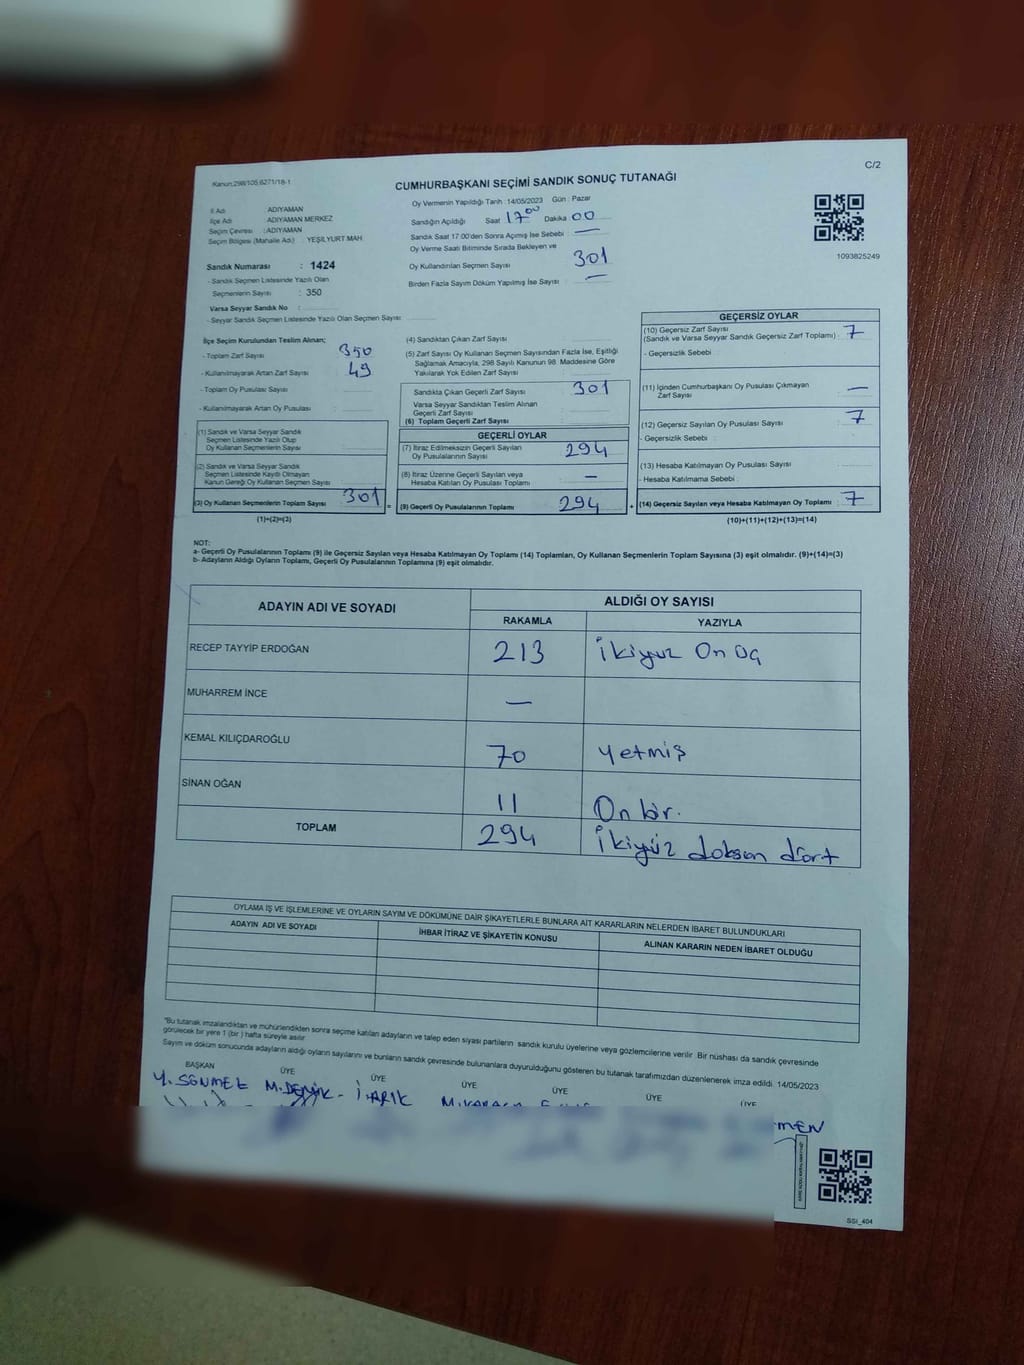 C/2
Kanun:298/105,6271/18-1
CUMHURBAŞKANI SEÇİMİ SANDIK SONUÇ TUTANAĞI
İl Adı ADIYAMAN
İlçe Adı ADIYAMAN MERKEZ
Seçim Çevresi : ADIYAMAN
Seçim Bölgesi (Mahalle Adı) : YEŞİLYURT MAH
Sandık Numarası : 1424
- Sandık Seçmen Listesinde Yazılı Olan
Seçmenlerin Sayısı : 350
Varsa Seyyar Sandık No :
- Seyyar Sandık Seçmen Listesinde Yazılı Olan Seçmen Sayısı :
Oy Vermenin Yapıldığı Tarih : 14/05/2023 Gün : Pazar
Sandığın Açıldığı Saat 17 00 Dakika 00
Sandık Saat 17:00'den Sonra Açılmış İse Sebebi : —
Oy Verme Saati Bitiminde Sırada Bekleyen ve
Oy Kullandırılan Seçmen Sayısı 301
Birden Fazla Sayım Döküm Yapılmış İse Sayısı : —
1093825249
İlçe Seçim Kurulundan Teslim Alınan;
- Toplam Zarf Sayısı 350
- Kullanılmayarak Artan Zarf Sayısı 49
- Toplam Oy Pusulası Sayısı :
- Kullanılmayarak Artan Oy Pusulası :
(1) Sandık ve Varsa Seyyar Sandık
Seçmen Listesinde Yazılı Olup
Oy Kullanan Seçmenlerin Sayısı
(2) Sandık ve Varsa Seyyar Sandık
Seçmen Listesinde Kayıtlı Olmayan
Kanun Gereği Oy Kullanan Seçmen Sayısı
(3) Oy Kullanan Seçmenlerin Toplam Sayısı 301
(1)+(2)=(3)
=
(4) Sandıktan Çıkan Zarf Sayısı :
(5) Zarf Sayısı Oy Kullanan Seçmen Sayısından Fazla İse, Eşitliği
Sağlamak Amacıyla, 298 Sayılı Kanunun 98. Maddesine Göre
Yakılarak Yok Edilen Zarf Sayısı :
Sandıkta Çıkan Geçerli Zarf Sayısı 301
Varsa Seyyar Sandıktan Teslim Alınan
Geçerli Zarf Sayısı
(6) Toplam Geçerli Zarf Sayısı
GEÇERLİ OYLAR
(7) İtiraz Edilmeksizin Geçerli Sayılan
Oy Pusulalarının Sayısı 294
(8) İtiraz Üzerine Geçerli Sayılan veya
Hesaba Katılan Oy Pusulası Toplamı —
(9) Geçerli Oy Pusulalarının Toplamı 294
+
GEÇERSİZ OYLAR
(10) Geçersiz Zarf Sayısı
(Sandık ve Varsa Seyyar Sandık Geçersiz Zarf Toplamı) : 7
- Geçersizlik Sebebi :
(11) İçinden Cumhurbaşkanı Oy Pusulası Çıkmayan
Zarf Sayısı —
(12) Geçersiz Sayılan Oy Pusulası Sayısı 7
- Geçersizlik Sebebi :
(13) Hesaba Katılmayan Oy Pusulası Sayısı :
- Hesaba Katılmama Sebebi :
(14) Geçersiz Sayılan veya Hesaba Katılmayan Oy Toplamı : 7
(10)+(11)+(12)+(13)=(14)
NOT:
a- Geçerli Oy Pusulalarının Toplamı (9) ile Geçersiz Sayılan veya Hesaba Katılmayan Oy Toplamı (14) Toplamları, Oy Kullanan Seçmenlerin Toplam Sayısına (3) eşit olmalıdır. (9)+(14)=(3)
b- Adayların Aldığı Oyların Toplamı, Geçerli Oy Pusulalarının Toplamına (9) eşit olmalıdır.
ADAYIN ADI VE SOYADI ALDIĞI OY SAYISI
RAKAMLA YAZIYLA
RECEP TAYYİP ERDOĞAN 213 İkiyüz On Üç
MUHARREM İNCE —
KEMAL KILIÇDAROĞLU 70 Yetmiş
SİNAN OĞAN 11 On bir.
TOPLAM 294 İkiyüz doksan dört
OYLAMA İŞ VE İŞLEMLERİNE VE OYLARIN SAYIM VE DÖKÜMÜNE DAİR ŞİKAYETLERLE BUNLARA AİT KARARLARIN NELERDEN İBARET BULUNDUKLARI
ADAYIN ADI VE SOYADI İHBAR İTİRAZ VE ŞİKAYETİN KONUSU ALINAN KARARIN NEDEN İBARET OLDUĞU
*Bu tutanak imzalandıktan ve mühürlendikten sonra seçime katılan adayların ve talep eden siyasi partilerin sandık kurulu üyelerine veya gözlemcilerine verilir. Bir nüshası da sandık çevresinde
görülecek bir yere 1 (bir) hafta süreyle asılır
Sayım ve döküm sonucunda adayların aldığı oyların sayılarını ve bunların sandık çevresinde bulunanlara duyurulduğunu gösteren bu tutanak tarafımızdan düzenlenerek imza edildi. 14/05/2023
BAŞKAN ÜYE ÜYE ÜYE ÜYE ÜYE ÜYE
Y. SÖNMEZ İ. ARIK
SSI_404